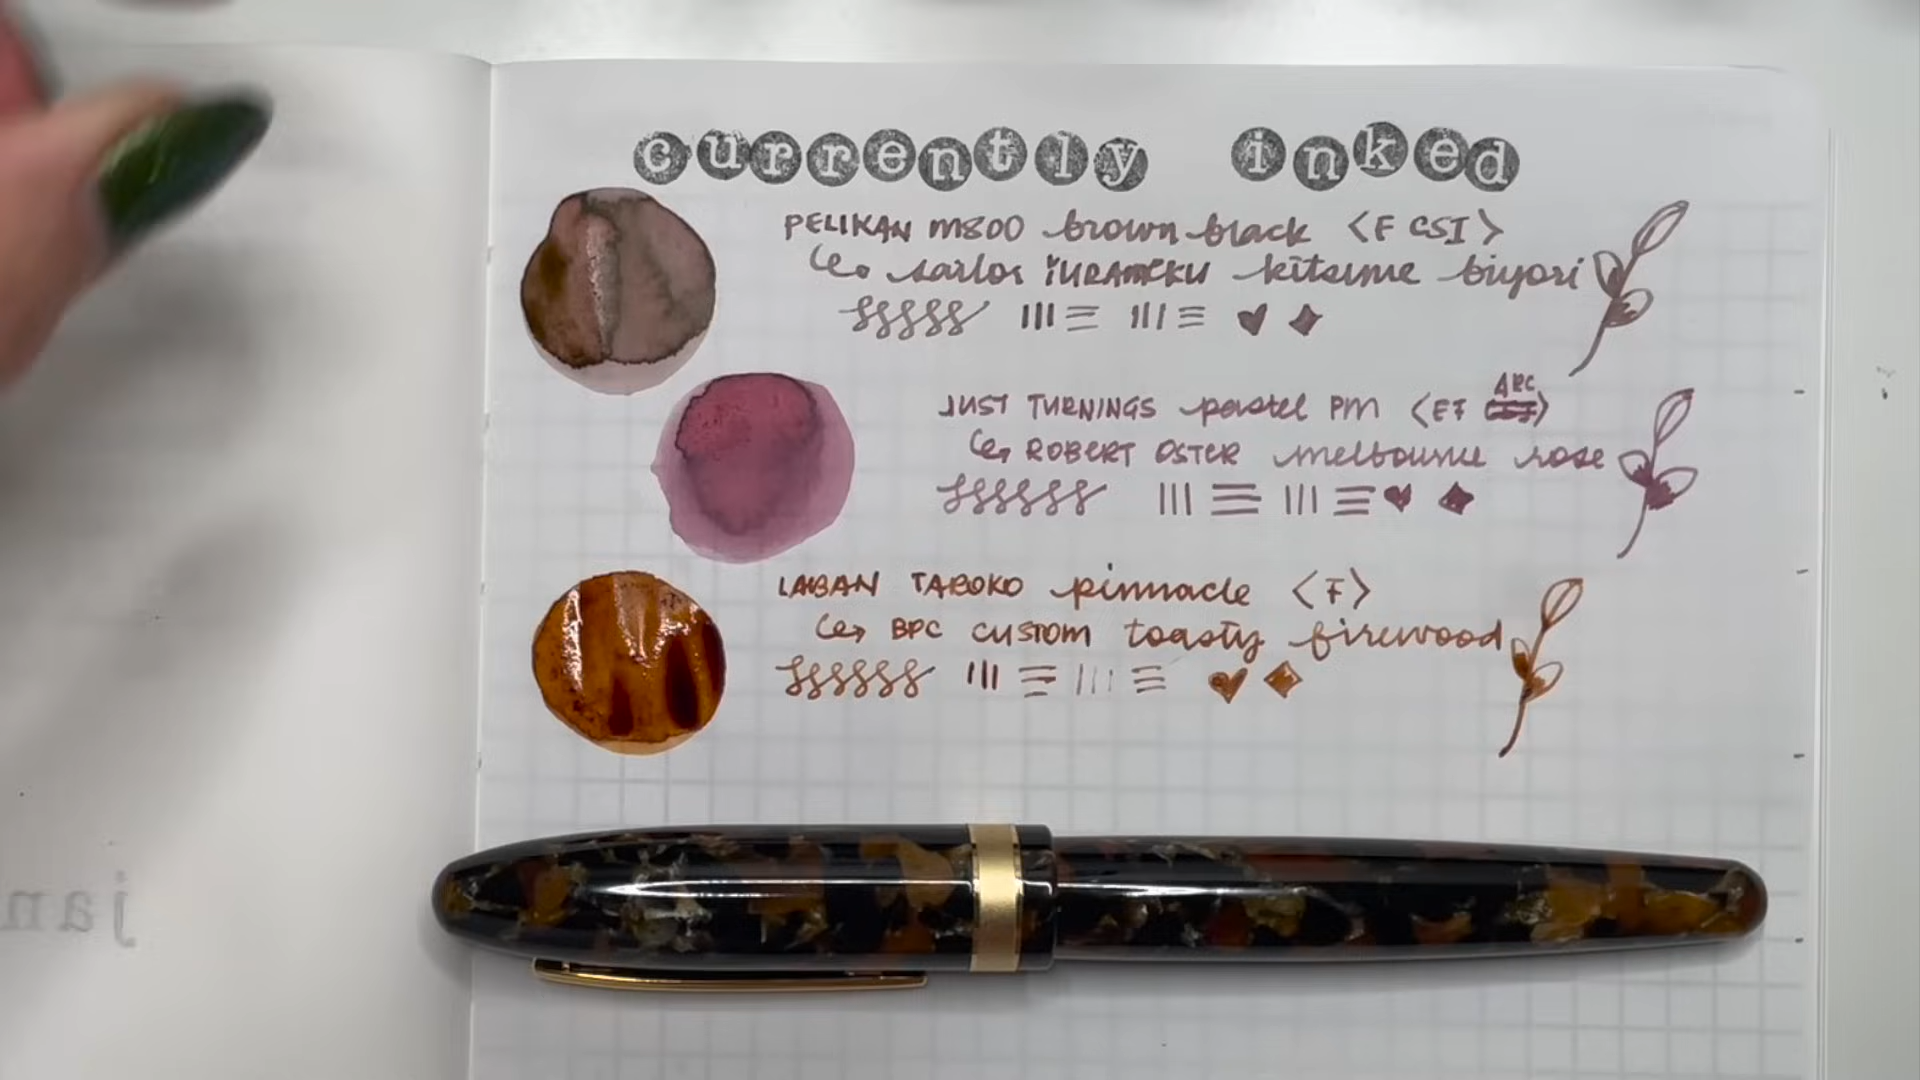 currently inked
PELIKAN M800 brown black <F CSI>
sailor YURAMEKU kitsune biyori
JUST TURNINGS pastel PM <EF ARC>
ROBERT OSTER melbourne rose
LABAN TABOKO pinnacle <F>
BPC CUSTOM toasty firewood
jan